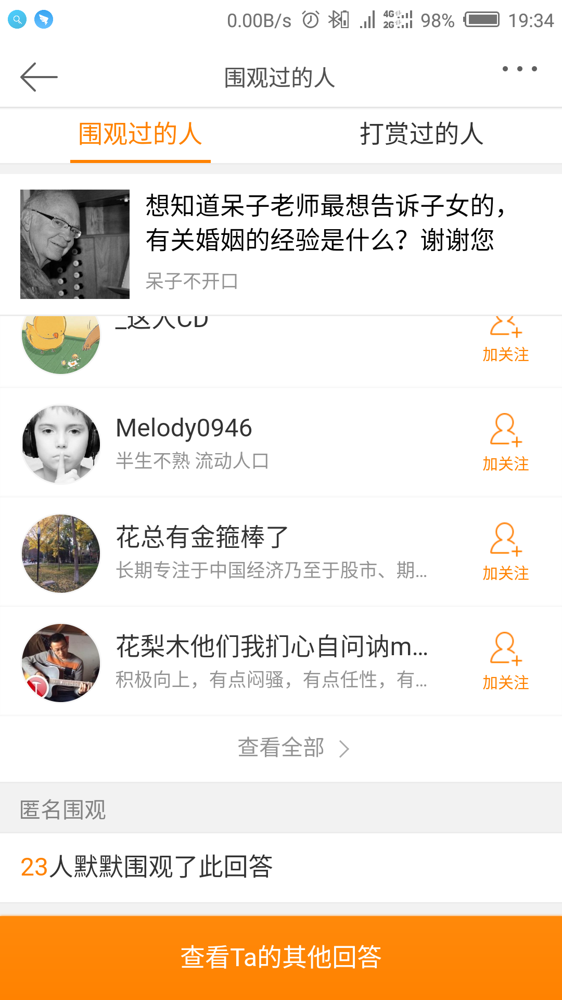 0.00B/s 4G 2G 98% 19:34
围观过的人
围观过的人 打赏过的人
想知道呆子老师最想告诉子女的，
有关婚姻的经验是什么？谢谢您
呆子不开口
_这人CD
加关注
Melody0946
半生不熟 流动人口
加关注
花总有金箍棒了
长期专注于中国经济乃至于股市、期...
加关注
花梨木他们我扪心自问讷m...
积极向上，有点闷骚，有点任性，有...
加关注
查看全部
匿名围观
23人默默围观了此回答
查看Ta的其他回答